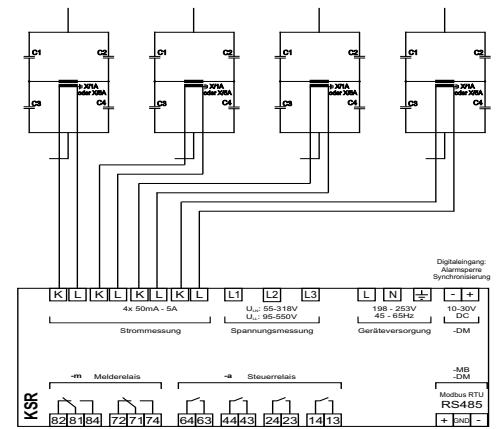 C1 C2 C1 C2 C1 C2 C1 C2
X/1A X/1A X/1A X/1A
oder X/5A oder X/5A oder X/5A oder X/5A
C3 C4 C3 C4 C3 C4 C3 C4
Digitaleingang:
Alarmsperre
Synchronisierung
K L K L K L K L L1 L2 L3 L N - +
4x 50mA - 5A
Strommessung
ULN: 55-318V
ULL: 95-550V
Spannungsmessung
198 - 253V
45 - 65Hz
Geräteversorgung
10-30V
DC
-DM
-MB
-DM
Modbus RTU
RS485
-m Melderelais
-a Steuerrelais
KSR
82 81 84 72 71 74 64 63 44 43 24 23 14 13 + GND -